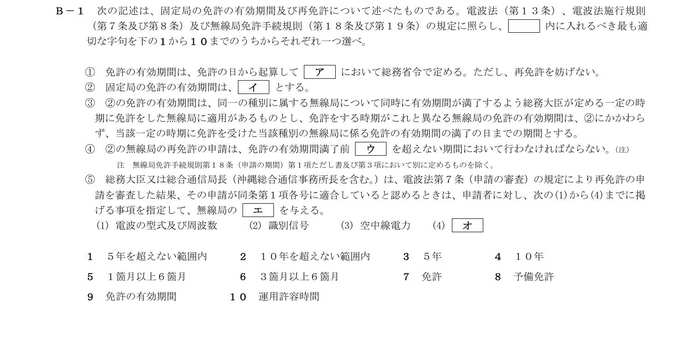 B－1 次の記述は、固定局の免許の有効期間及び再免許について述べたものである。電波法（第13条）、電波法施行規則
（第7条及び第8条）及び無線局免許手続規則（第18条及び第19条）の規定に照らし、　　内に入れるべき最も適
切な字句を下の1から10までのうちからそれぞれ一つ選べ。
① 免許の有効期間は、免許の日から起算して ア において総務省令で定める。ただし、再免許を妨げない。
② 固定局の免許の有効期間は、 イ とする。
③ ②の有効期間は、同一の種別に属する無線局について同時に有効期間が満了するよう総務大臣が定める一定の時
期に免許をした無線局に適用があるものとし、免許をする時期がこれと異なる無線局の免許の有効期間は、②にかかわら
ず、当該一定の時期に免許を受けた当該種別の無線局に係る免許の有効期間の満了の日までの期間とする。
④ ②の無線局の再免許の申請は、免許の有効期間満了前 ウ を超えない期間において行わなければならない。(注)
注 無線局免許手続規則第18条（申請の期間）第1項ただし書及び第3項において別に定めるものを除く。
⑤ 総務大臣又は総合通信局長（沖縄総合通信事務所長を含む。）は、電波法第7条（申請の審査）の規定により再免許の申
請を審査した結果、その申請が同条第1項各号に適合していると認めるときは、申請者に対し、次の(1)から(4)までに掲
げる事項を指定して、無線局の エ を与える。
(1) 電波の型式及び周波数 (2) 識別信号 (3) 空中線電力 (4) オ
1 5年を超えない範囲内 2 10年を超えない範囲内 3 5年 4 10年
5 1箇月以上6箇月 6 3箇月以上6箇月 7 免許 8 予備免許
9 免許の有効期間 10 運用許容時間